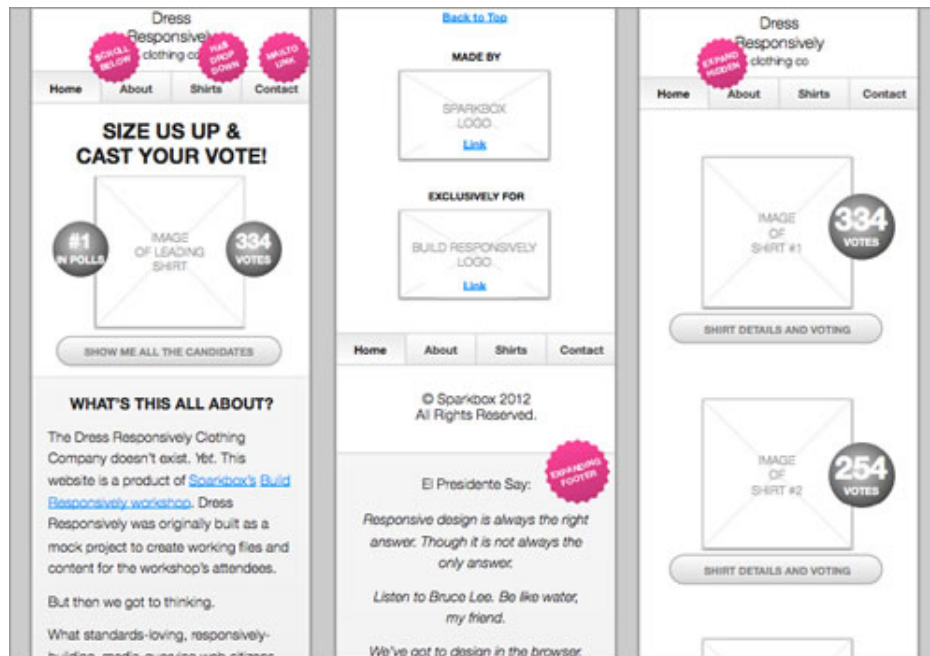 Dress
Responsively
clothing co
SCROLL
BELOW
HAS
DROP
DOWN
MAILTO
LINK
Home About Shirts Contact
SIZE US UP &
CAST YOUR VOTE!
#1
IN POLLS
IMAGE
OF LEADING
SHIRT
334
VOTES
SHOW ME ALL THE CANDIDATES
WHAT'S THIS ALL ABOUT?
The Dress Responsively Clothing
Company doesn't exist. Yet. This
website is a product of Sparkbox's Build
Responsively workshop. Dress
Responsively was originally built as a
mock project to create working files and
content for the workshop's attendees.
But then we got to thinking.
What standards-loving, responsively-
building, media-querying web citizens
Back to Top
MADE BY
SPARKBOX
LOGO
Link
EXCLUSIVELY FOR
BUILD RESPONSIVELY
LOGO
Link
Home About Shirts Contact
© Sparkbox 2012
All Rights Reserved.
EXPANDING
FOOTER
El Presidente Say:
Responsive design is always the right
answer. Though it is not always the
only answer.
Listen to Bruce Lee. Be like water,
my friend.
We've got to design in the browser.
Dress
Responsively
clothing co
EXPAND
HIDDEN
Home About Shirts Contact
IMAGE
OF
SHIRT #1
334
VOTES
SHIRT DETAILS AND VOTING
IMAGE
OF
SHIRT #2
254
VOTES
SHIRT DETAILS AND VOTING